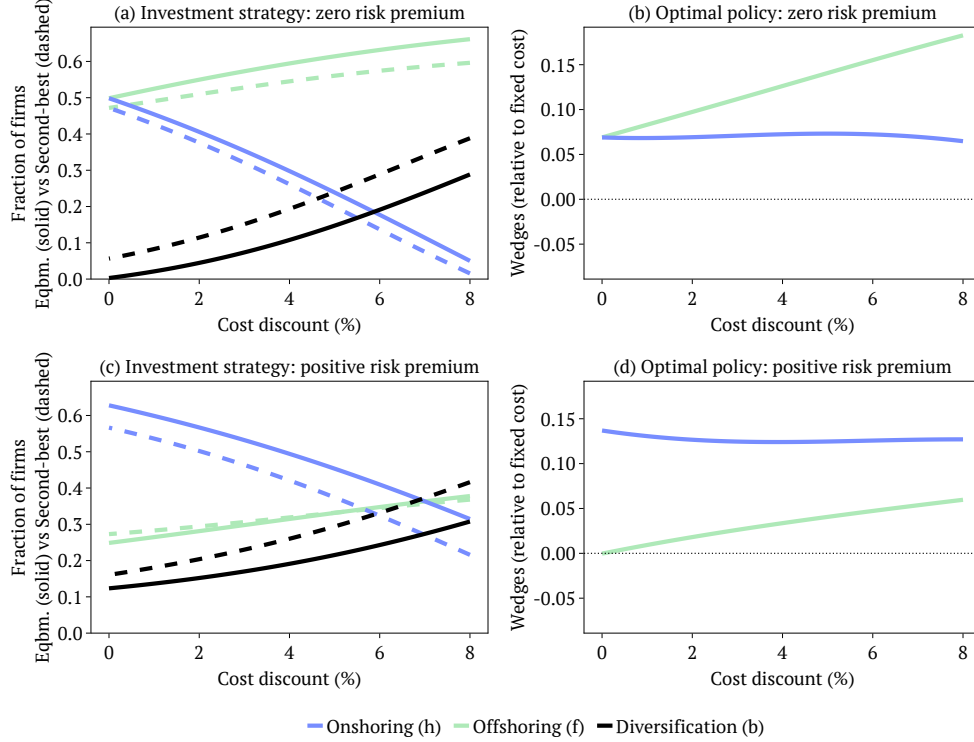 (a) Investment strategy: zero risk premium
Fraction of firms
Eqbm. (solid) vs Second-best (dashed)
0.6
0.5
0.4
0.3
0.2
0.1
0.0
0 2 4 6 8
Cost discount (%)
(b) Optimal policy: zero risk premium
Wedges (relative to fixed cost)
0.15
0.10
0.05
0.00
-0.05
0 2 4 6 8
Cost discount (%)
(c) Investment strategy: positive risk premium
Fraction of firms
Eqbm. (solid) vs Second-best (dashed)
0.6
0.5
0.4
0.3
0.2
0.1
0.0
0 2 4 6 8
Cost discount (%)
(d) Optimal policy: positive risk premium
Wedges (relative to fixed cost)
0.15
0.10
0.05
0.00
-0.05
0 2 4 6 8
Cost discount (%)
Onshoring (h) Offshoring (f) Diversification (b)